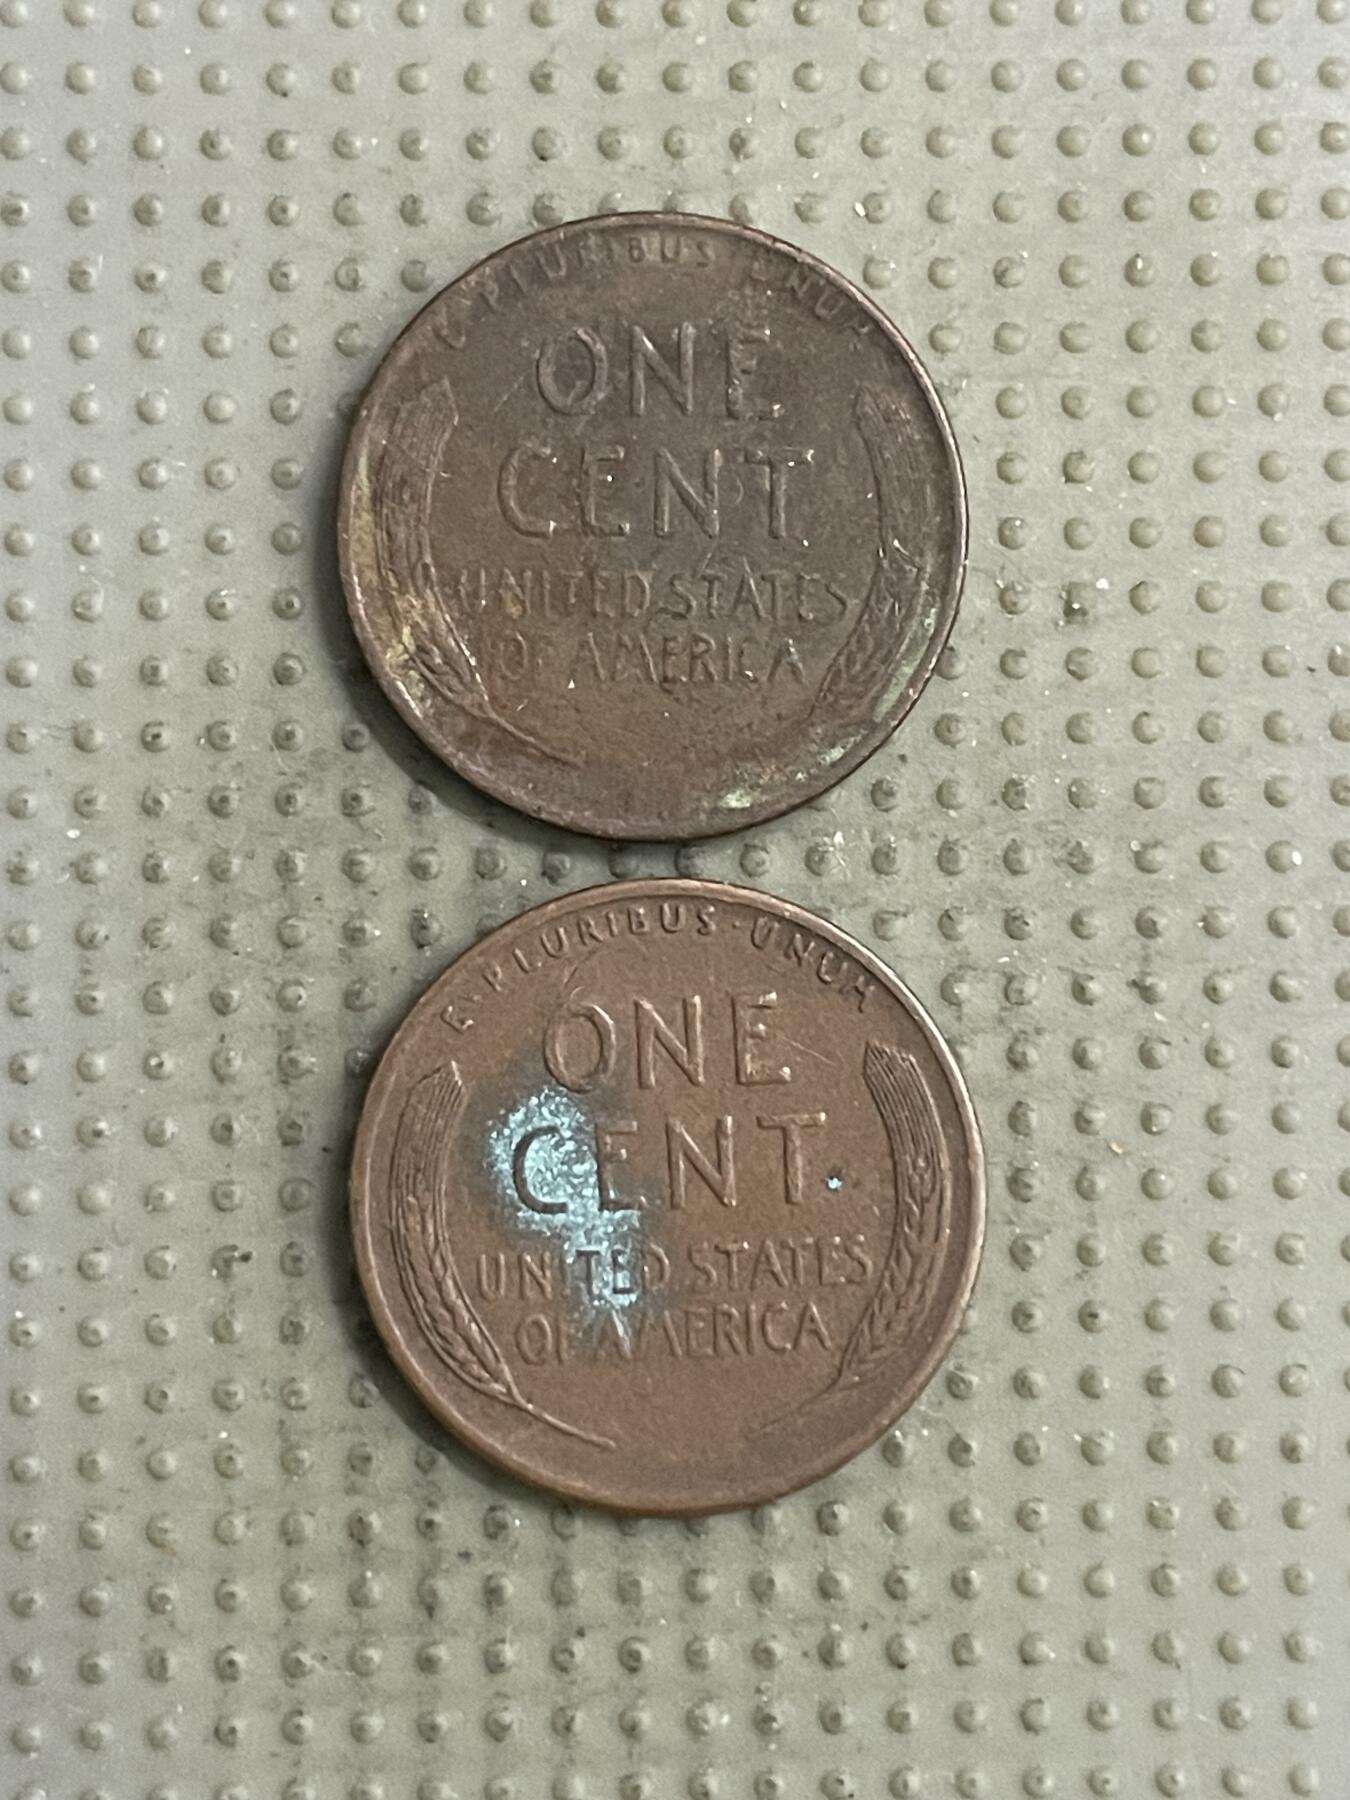 E·PLURIBUS·UNUM
ONE
CENT
UNITED STATES
OF AMERICA
E·PLURIBUS·UNUM
ONE
CENT
UNITED STATES
OF AMERICA